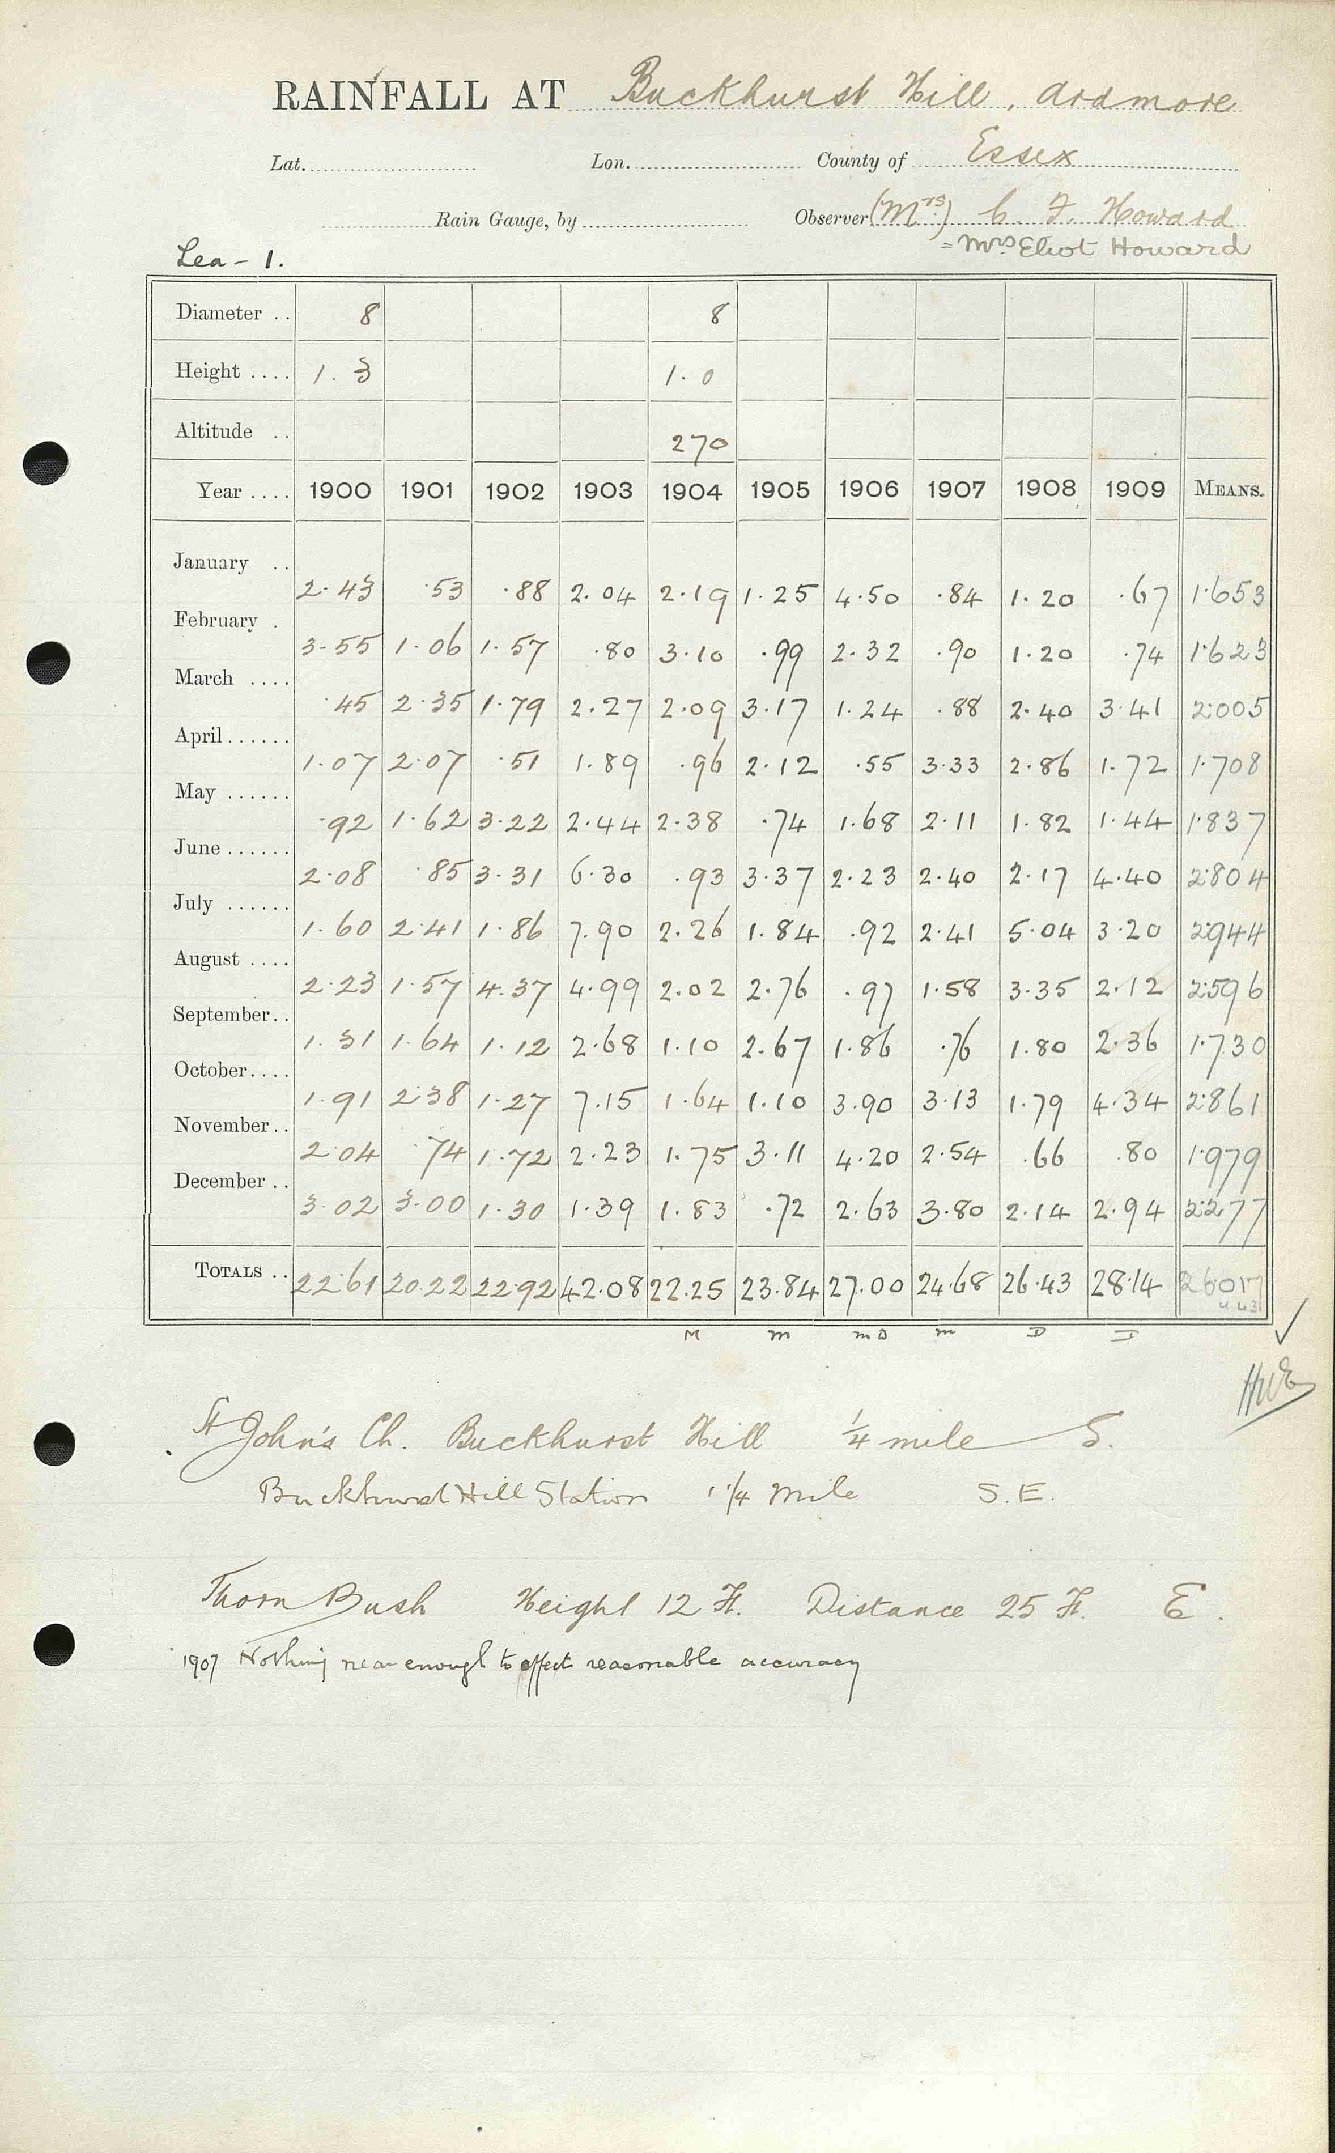 RAINFALL AT Buckhurst Hill, Ardmore
Lat. Lon. County of Essex
Rain Gauge, by Observer (Mrs) C. F. Howard
= Mrs Eliot Howard
Lea - 1.
Diameter .. 8 8
Height .... 1.3 1.0
Altitude .. 270
Year .... 1900 1901 1902 1903 1904 1905 1906 1907 1908 1909 MEANS.
January .. 2.43 .53 .88 2.04 2.19 1.25 4.50 .84 1.20 .67 1.653
February . 3.55 1.06 1.57 .80 3.10 .99 2.32 .90 1.20 .74 1.623
March .... .45 2.35 1.79 2.27 2.09 3.17 1.24 .88 2.40 3.41 2.005
April...... 1.07 2.07 .51 1.89 .96 2.12 .55 3.33 2.86 1.72 1.708
May ...... .92 1.62 3.22 2.44 2.38 .74 1.68 2.11 1.82 1.44 1.837
June ...... 2.08 .85 3.31 6.30 .93 3.37 2.23 2.40 2.17 4.40 2.804
July ...... 1.60 2.41 1.86 7.90 2.26 1.84 .92 2.41 5.04 3.20 2.944
August .... 2.23 1.57 4.37 4.99 2.02 2.76 .97 1.58 3.35 2.12 2.596
September.. 1.31 1.64 1.12 2.68 1.10 2.67 1.86 .76 1.80 2.36 1.730
October.... 1.91 2.38 1.27 7.15 1.64 1.10 3.90 3.13 1.79 4.34 2.861
November.. 2.04 .74 1.72 2.23 1.75 3.11 4.20 2.54 .66 .80 1.979
December .. 3.02 3.00 1.30 1.39 1.83 .72 2.63 3.80 2.14 2.94 2.277
TOTALS .. 22.61 20.22 22.92 42.08 22.25 23.84 27.00 24.68 26.43 28.14 26.017
M m m D m D I
St John's Ch. Buckhurst Hill 1/4 mile S.
Buckhurst Hill Station 1 1/4 Mile S.E.
Thorn Bush Height 12 Ft. Distance 25 Ft. E.
1907 Nothing near enough to affect reasonable accuracy